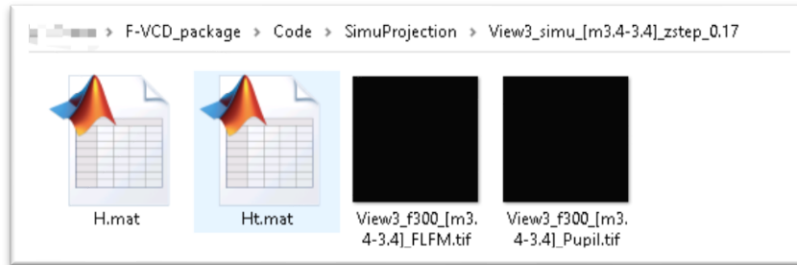 > F-VCD_package > Code > SimuProjection > View3_simu_[m3.4-3.4]_zstep_0.17
H.mat
Ht.mat
View3_f300_[m3.
4-3.4]_FLFM.tif
View3_f300_[m3.
4-3.4]_Pupil.tif